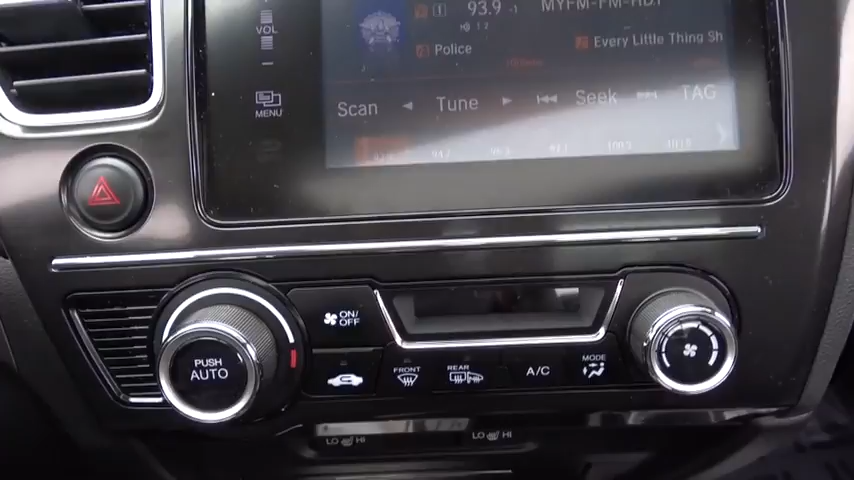 VOL
93.9
MYFM-FM-HD1
Police
Every Little Thing Sh
MENU
Scan
Tune
Seek
TAG
ON/
OFF
PUSH
AUTO
FRONT
REAR
A/C
MODE
LO HI
LO HI